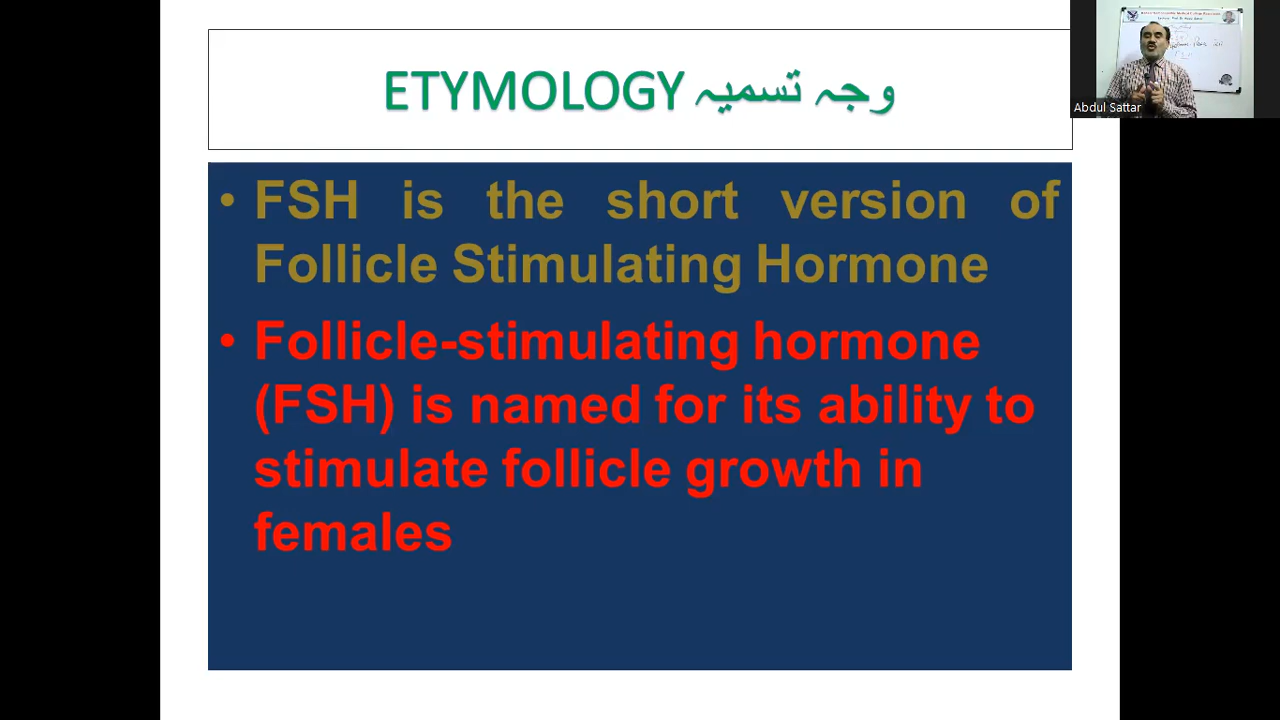 ETYMOLOGY وجہ تسمیہ
Abdul Sattar
• FSH is the short version of
Follicle Stimulating Hormone
• Follicle-stimulating hormone
(FSH) is named for its ability to
stimulate follicle growth in
females